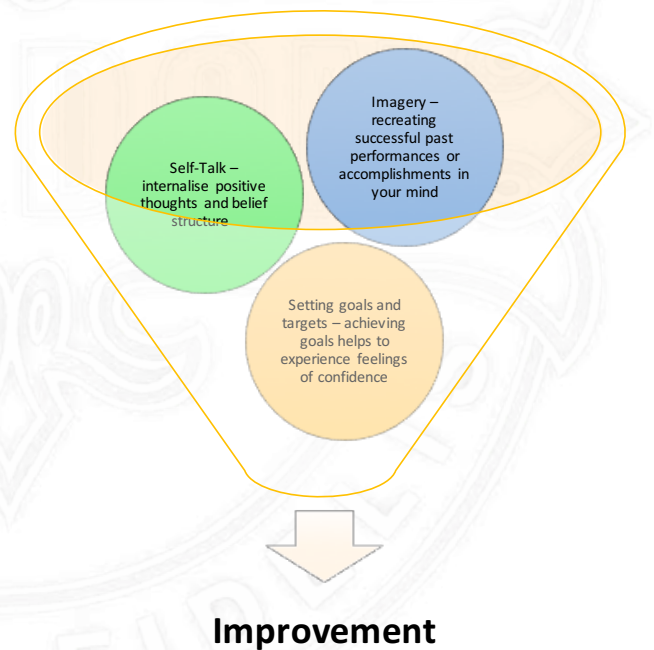 Imagery –
recreating
successful past
performances or
accomplishments in
your mind
Self-Talk –
internalise positive
thoughts and belief
structure
Setting goals and
targets – achieving
goals helps to
experience feelings
of confidence
Improvement